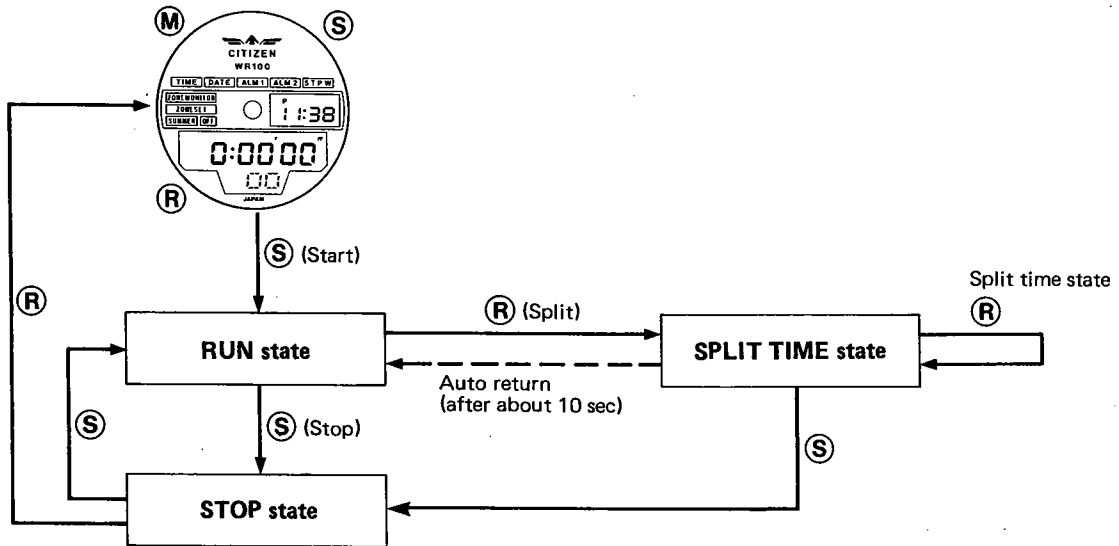 M
S
CITIZEN
WR100
TIME DATE ALM1 ALM2 STPW
ZONE MONITOR
ZONE SET
SUMMER OFF
P 11:38
0:00'00"
00
JAPAN
R
S (Start)
R
RUN state
R (Split)
SPLIT TIME state
Split time state
R
Auto return
(after about 10 sec)
S
S (Stop)
S
STOP state